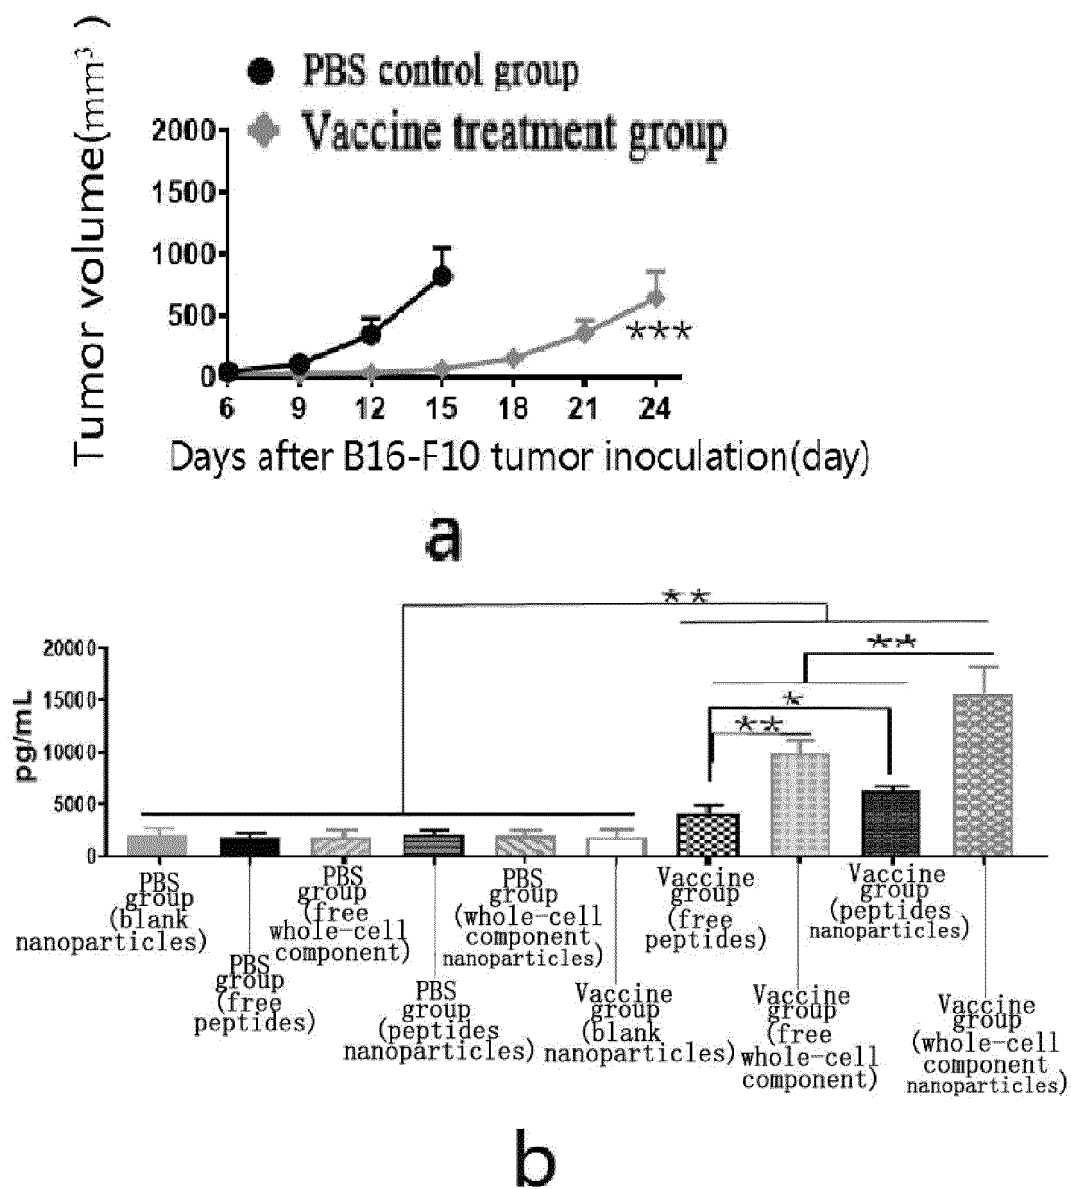 Tumor volume(mm³ )
PBS control group
Vaccine treatment group
2000
1500
1000
500
0
***
6 9 12 15 18 21 24
Days after B16-F10 tumor inoculation(day)
a
**
**
*
**
pg/mL
20000
15000
10000
5000
0
PBS
group
(blank
nanoparticles)
PBS
group
(free
peptides)
PBS
group
(free
whole-cell
component)
PBS
group
(peptides
nanoparticles)
PBS
group
(whole-cell
component
nanoparticles)
Vaccine
group
(blank
nanoparticles)
Vaccine
group
(free
peptides)
Vaccine
group
(free
whole-cell
component)
Vaccine
group
(peptides
nanoparticles)
Vaccine
group
(whole-cell
component
nanoparticles)
b